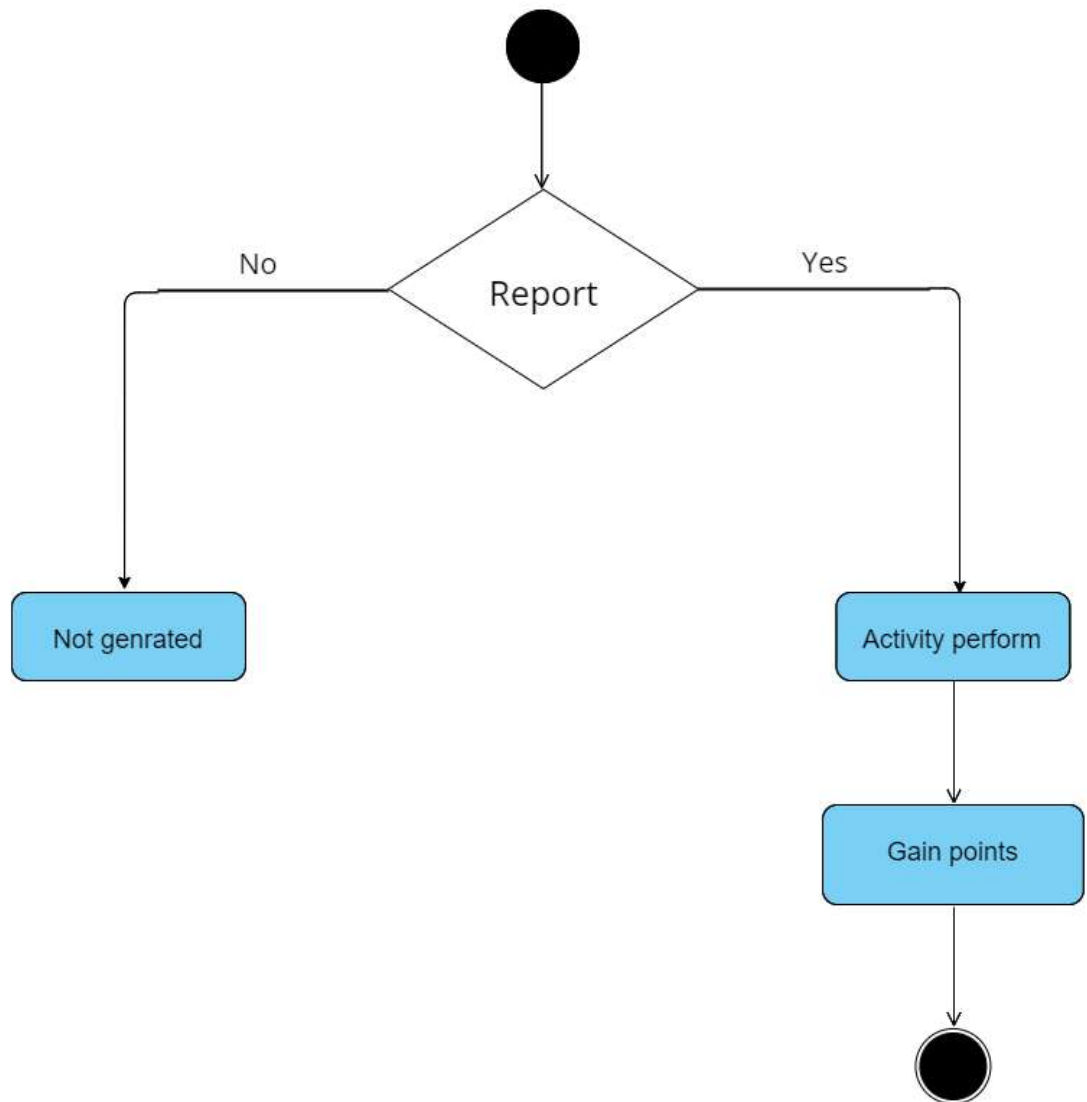 No
Yes
Report
Not genrated
Activity perform
Gain points